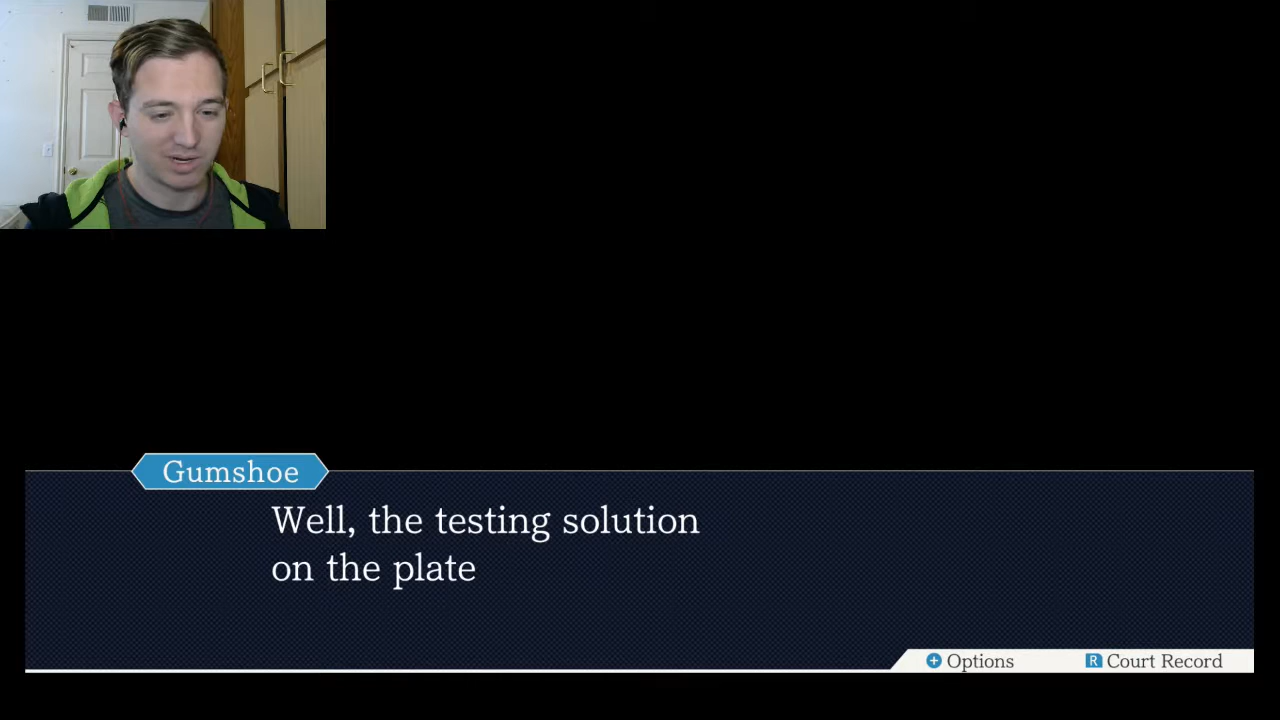 Gumshoe
Well, the testing solution
on the plate
Options
R Court Record